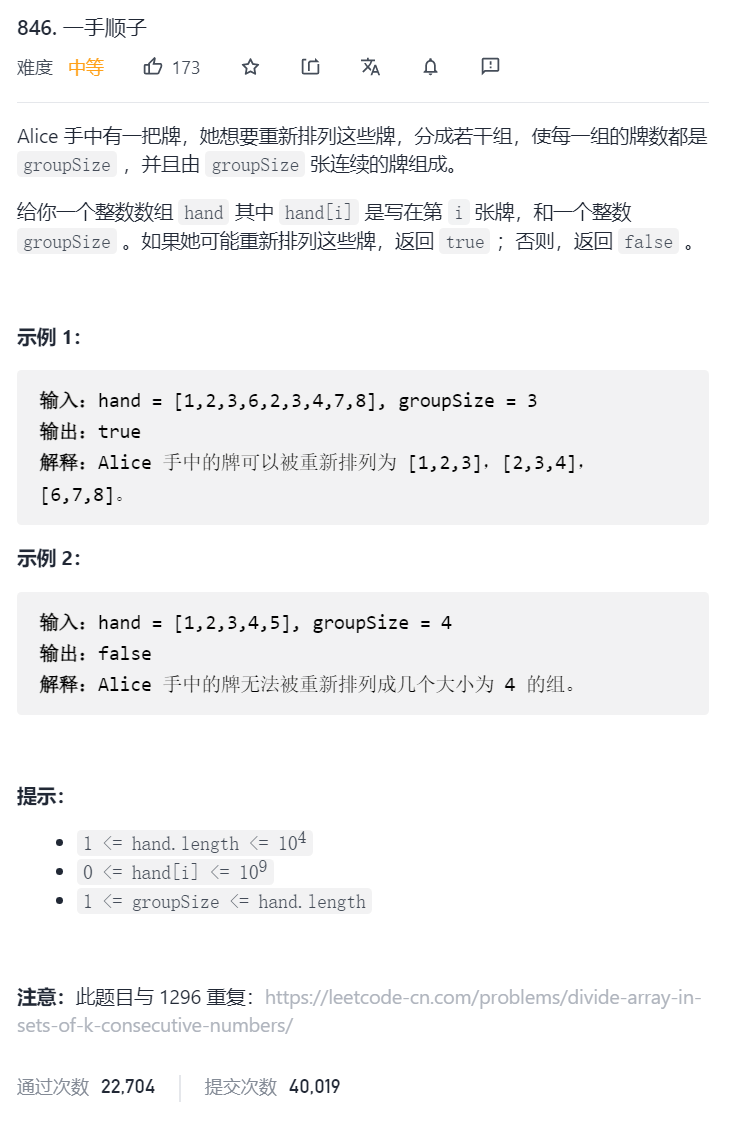 846. 一手顺子
难度 中等 173
Alice 手中有一把牌，她想要重新排列这些牌，分成若干组，使每一组的牌数都是
groupSize ，并且由 groupSize 张连续的牌组成。
给你一个整数数组 hand 其中 hand[i] 是写在第 i 张牌，和一个整数
groupSize 。如果她可能重新排列这些牌，返回 true ；否则，返回 false 。
示例 1：
输入：hand = [1,2,3,6,2,3,4,7,8], groupSize = 3
输出：true
解释：Alice 手中的牌可以被重新排列为 [1,2,3]，[2,3,4]，
[6,7,8]。
示例 2：
输入：hand = [1,2,3,4,5], groupSize = 4
输出：false
解释：Alice 手中的牌无法被重新排列成几个大小为 4 的组。
提示：
• 1 <= hand.length <= 10⁴
• 0 <= hand[i] <= 10⁹
• 1 <= groupSize <= hand.length
注意：此题目与 1296 重复：https://leetcode-cn.com/problems/divide-array-in-
sets-of-k-consecutive-numbers/
通过次数 22,704 提交次数 40,019